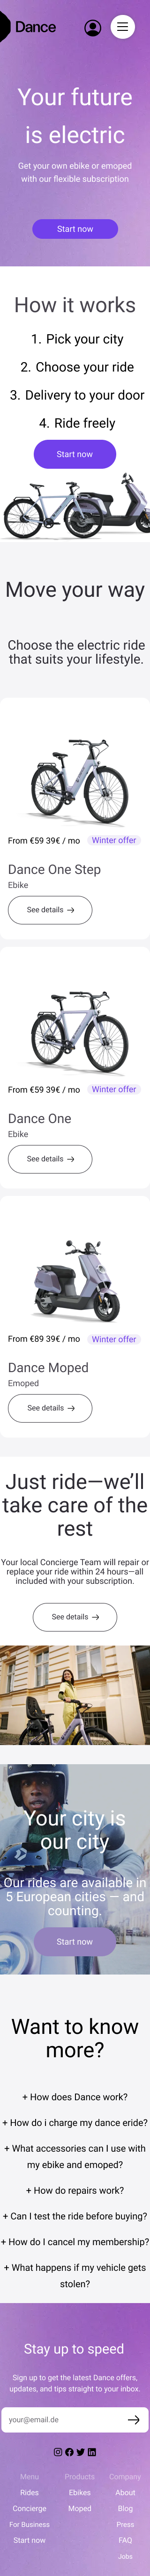 Dance
Your future
is electric
Get your own ebike or emoped
with our flexible subscription
Start now
How it works
1. Pick your city
2. Choose your ride
3. Delivery to your door
4. Ride freely
Start now
Move your way
Choose the electric ride
that suits your lifestyle.
From €59 39€ / mo Winter offer
Dance One Step
Ebike
See details →
From €59 39€ / mo Winter offer
Dance One
Ebike
See details →
From €89 39€ / mo Winter offer
Dance Moped
Emoped
See details →
Just ride—we’ll
take care of the
rest
Your local Concierge Team will repair or
replace your ride within 24 hours—all
included with your subscription.
See details →
Your city is
our city
Our rides are available in
5 European cities — and
counting.
Start now
Want to know
more?
+ How does Dance work?
+ How do i charge my dance eride?
+ What accessories can I use with
my ebike and emoped?
+ How do repairs work?
+ Can I test the ride before buying?
+ How do I cancel my membership?
+ What happens if my vehicle gets
stolen?
Stay up to speed
Sign up to get the latest Dance offers,
updates, and tips straight to your inbox.
your@email.de →
Menu Products Company
Rides Ebikes About
Concierge Moped Blog
For Business Press
Start now FAQ
Jobs